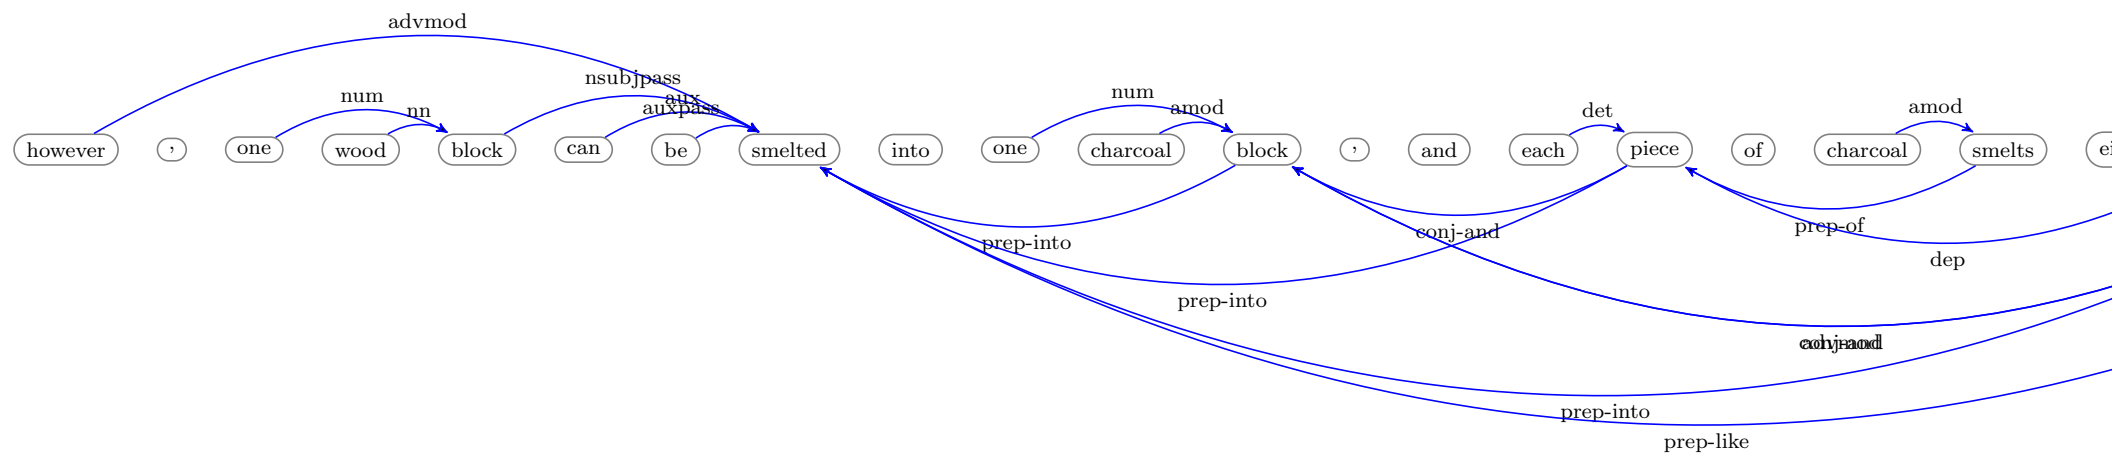 advmod
nsubjpass
aux
auxpass
num
nn
num
amod
det
amod
however , one wood block can be smelted into one charcoal block , and each piece of charcoal smelts
prep-into
conj-and
prep-of
dep
prep-into
conj-and
prep-into
prep-like